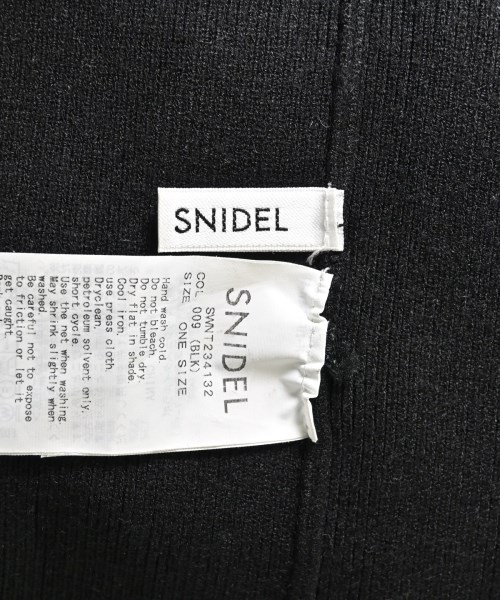 SNIDEL
SNIDEL
SWNT234132
COL 009 (BLK)
SIZE ONE SIZE
Hand wash cold.
Do not bleach.
Do not tumble dry.
Dry flat in shade.
Cool iron.
use press cloth.
Dryclean.
petroleum solvent only.
short cycle.
Use the net when washing
May shrink slightly when
washed.
Be careful not to expose
to friction or let it
get caught.